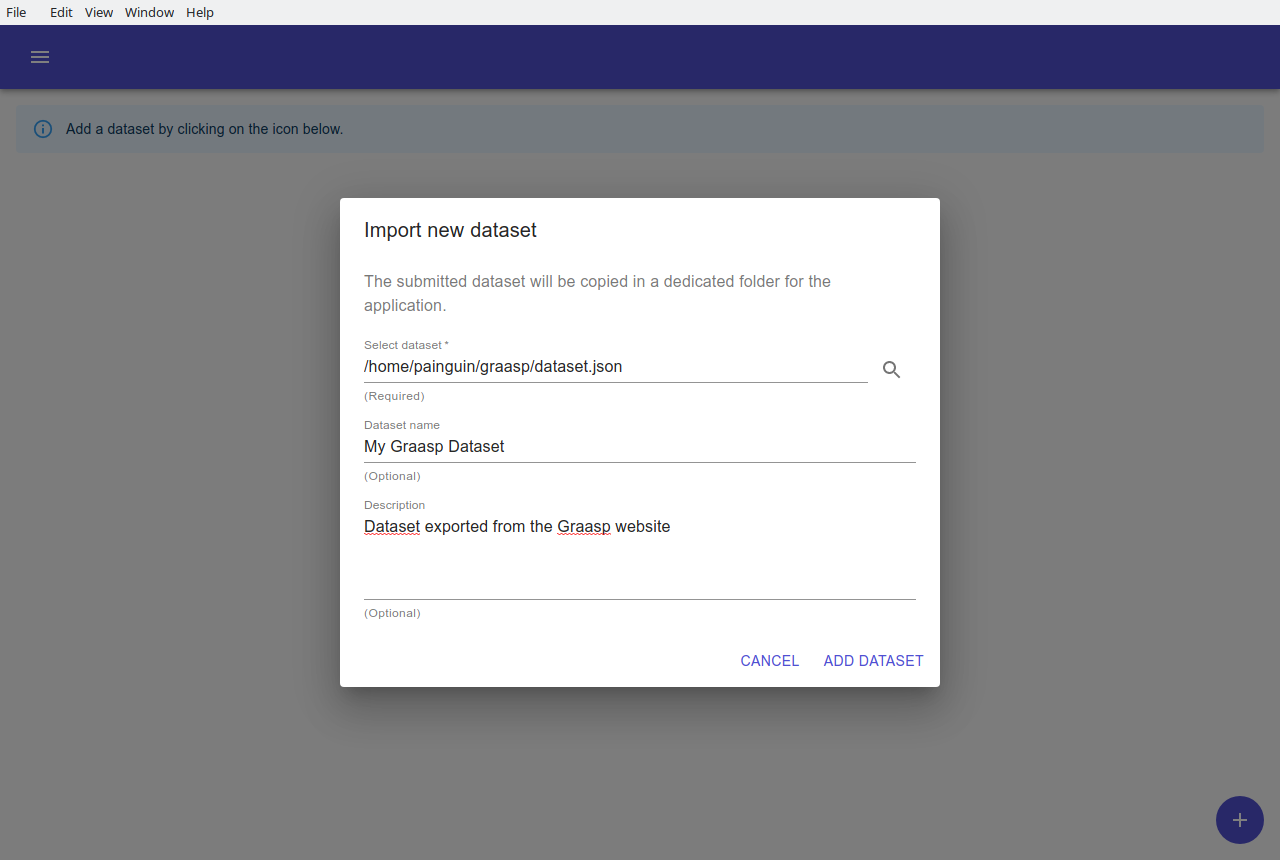 File Edit View Window Help
Add a dataset by clicking on the icon below.
Import new dataset
The submitted dataset will be copied in a dedicated folder for the
application.
Select dataset *
/home/painguin/graasp/dataset.json
(Required)
Dataset name
My Graasp Dataset
(Optional)
Description
Dataset exported from the Graasp website
(Optional)
CANCEL ADD DATASET